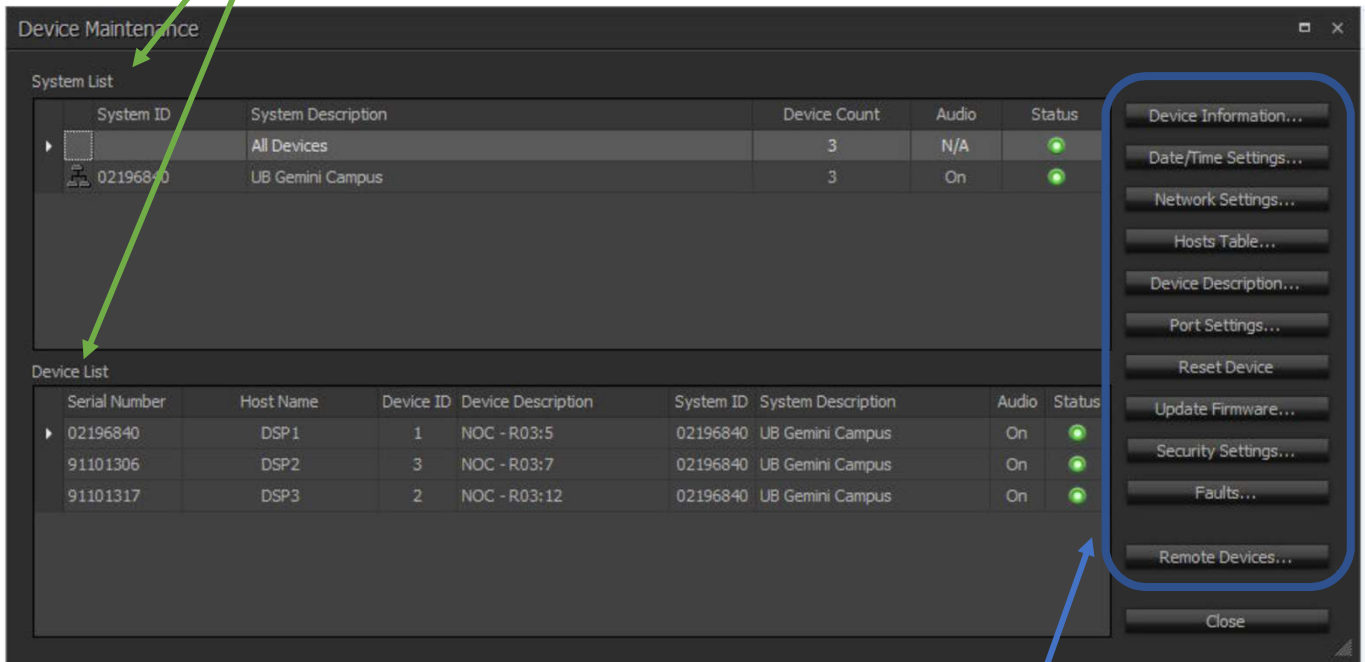 Device Maintenance
System List
System ID System Description Device Count Audio Status
All Devices 3 N/A
02196840 UB Gemini Campus 3 On
Device List
Serial Number Host Name Device ID Device Description System ID System Description Audio Status
02196840 DSP1 1 NOC - R03:5 02196840 UB Gemini Campus On
91101306 DSP2 3 NOC - R03:7 02196840 UB Gemini Campus On
91101317 DSP3 2 NOC - R03:12 02196840 UB Gemini Campus On
Device Information...
Date/Time Settings...
Network Settings...
Hosts Table...
Device Description...
Port Settings...
Reset Device
Update Firmware...
Security Settings...
Faults...
Remote Devices...
Close